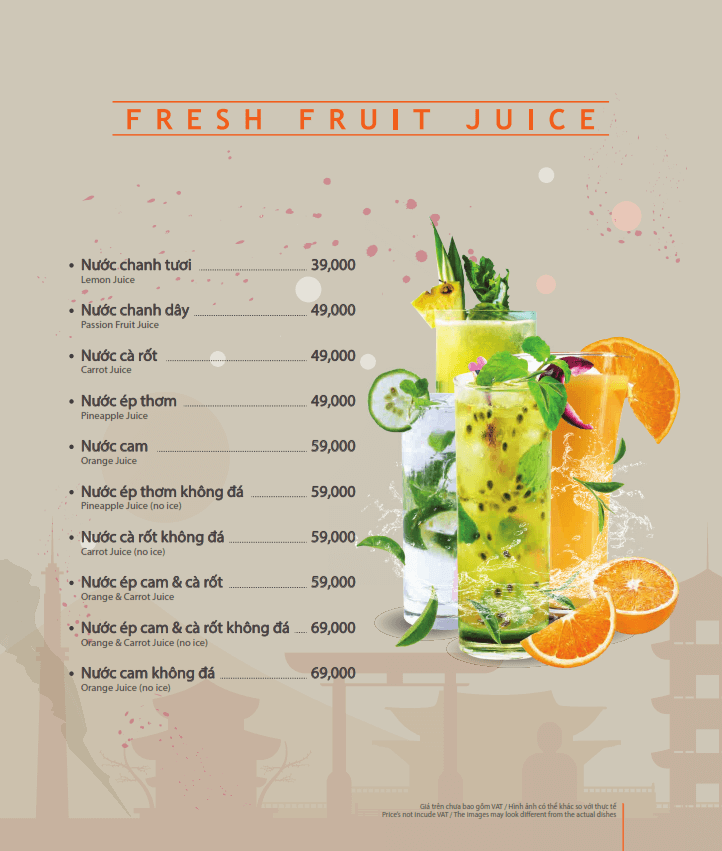 FRESH FRUIT JUICE
• Nước chanh tươi 39,000
Lemon Juice
• Nước chanh dây 49,000
Passion Fruit Juice
• Nước cà rốt 49,000
Carrot Juice
• Nước ép thơm 49,000
Pineapple Juice
• Nước cam 59,000
Orange Juice
• Nước ép thơm không đá 59,000
Pineapple Juice (no ice)
• Nước cà rốt không đá 59,000
Carrot Juice (no ice)
• Nước ép cam & cà rốt 59,000
Orange & Carrot Juice
• Nước ép cam & cà rốt không đá 69,000
Orange & Carrot Juice (no ice)
• Nước cam không đá 69,000
Orange Juice (no ice)
Giá trên chưa bao gồm VAT / Hình ảnh có thể khác so với thực tế
Price's not incude VAT / The images may look different from the actual dishes